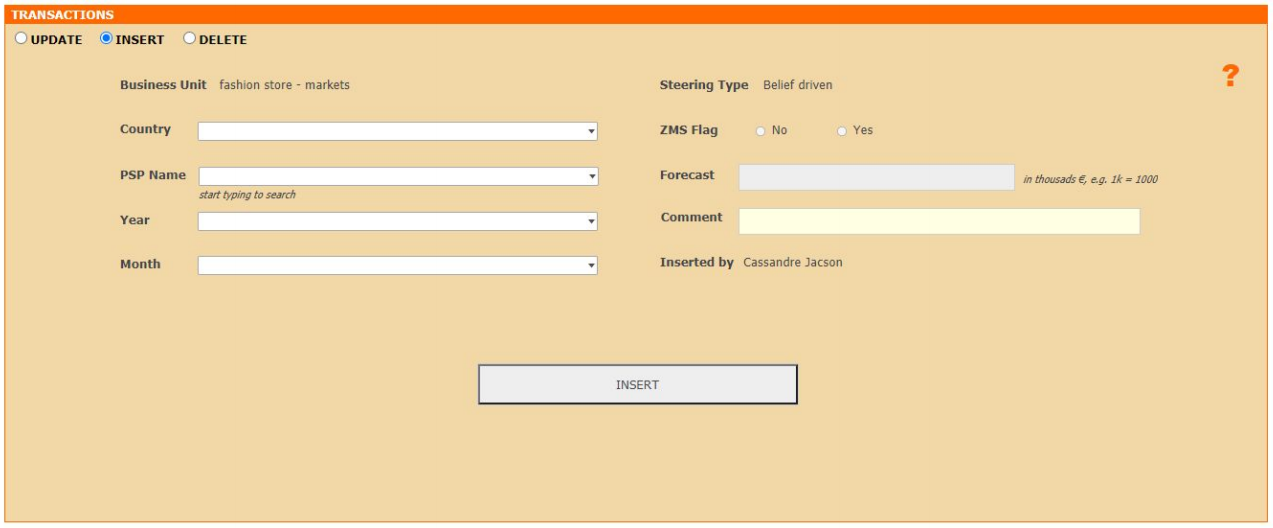 TRANSACTIONS
UPDATE INSERT DELETE
Business Unit fashion store - markets
Steering Type Belief driven
?
Country
ZMS Flag No Yes
PSP Name
start typing to search
Forecast in thousads €, e.g. 1k = 1000
Year
Comment
Month
Inserted by Cassandre Jacson
INSERT